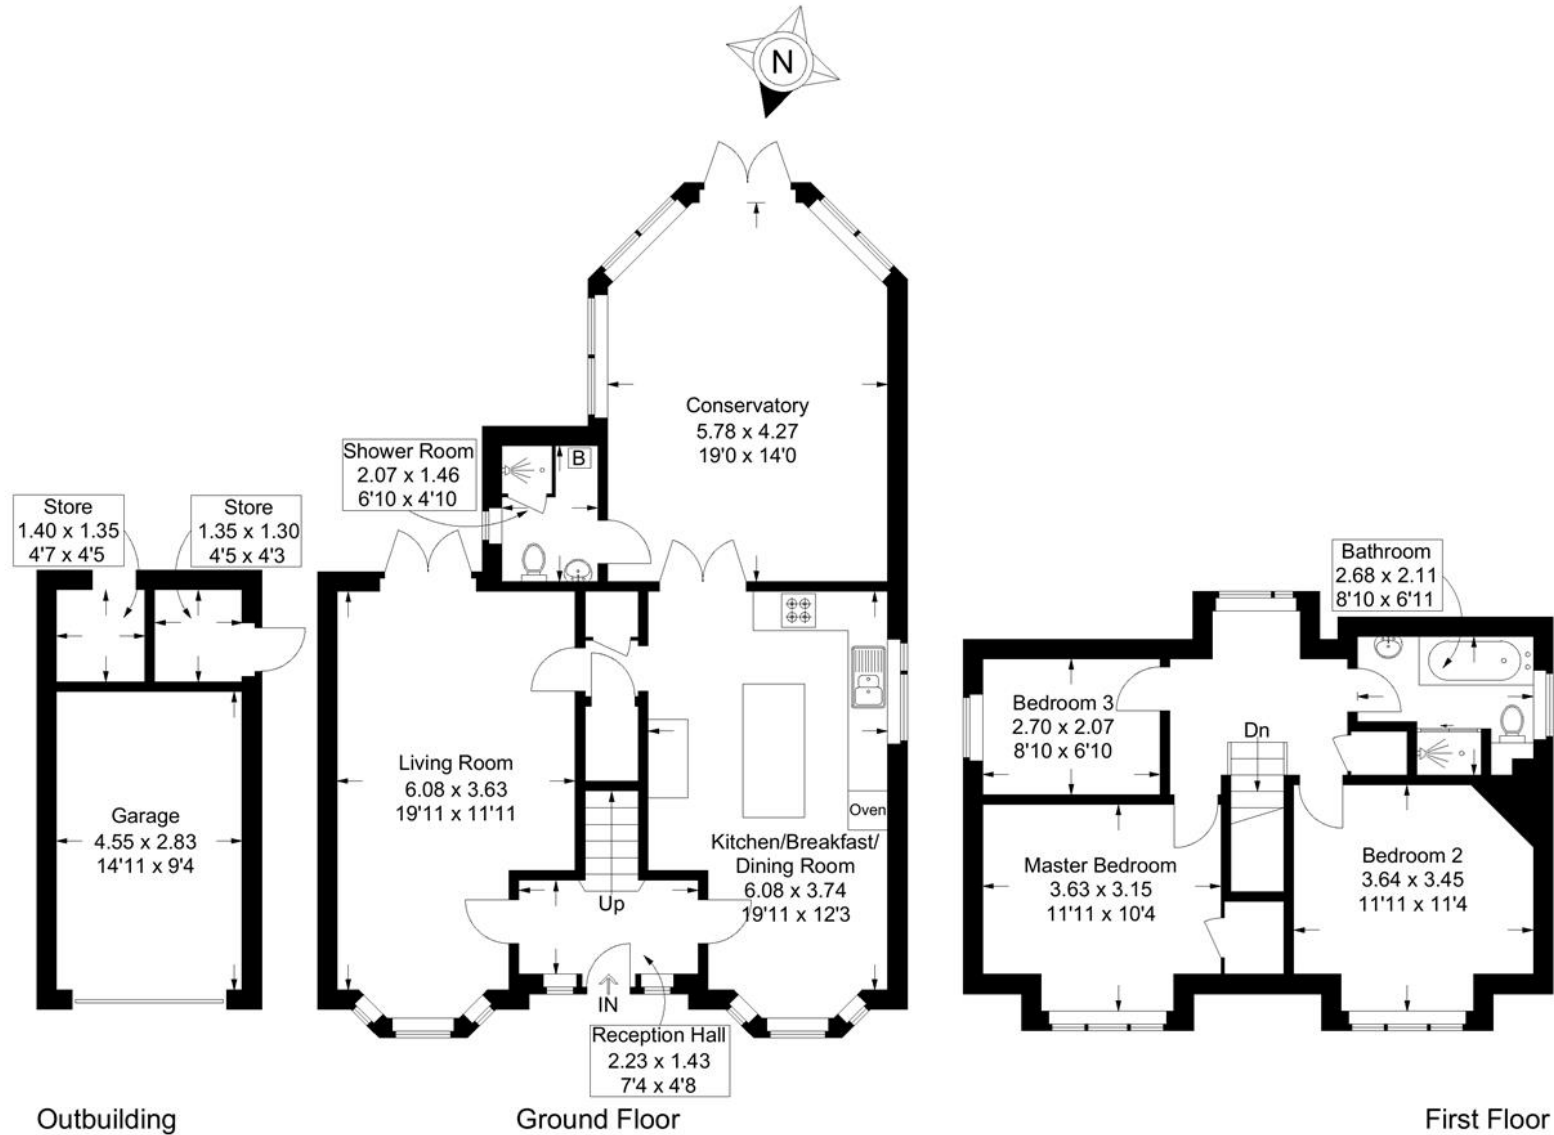 N
Conservatory
5.78 x 4.27
19'0 x 14'0
Shower Room
2.07 x 1.46
6'10 x 4'10
B
Store
1.40 x 1.35
4'7 x 4'5
Store
1.35 x 1.30
4'5 x 4'3
Garage
4.55 x 2.83
14'11 x 9'4
Living Room
6.08 x 3.63
19'11 x 11'11
Oven
Kitchen/Breakfast/
Dining Room
6.08 x 3.74
19'11 x 12'3
Up
IN
Reception Hall
2.23 x 1.43
7'4 x 4'8
Bathroom
2.68 x 2.11
8'10 x 6'11
Bedroom 3
2.70 x 2.07
8'10 x 6'10
Dn
Master Bedroom
3.63 x 3.15
11'11 x 10'4
Bedroom 2
3.64 x 3.45
11'11 x 11'4
Outbuilding
Ground Floor
First Floor